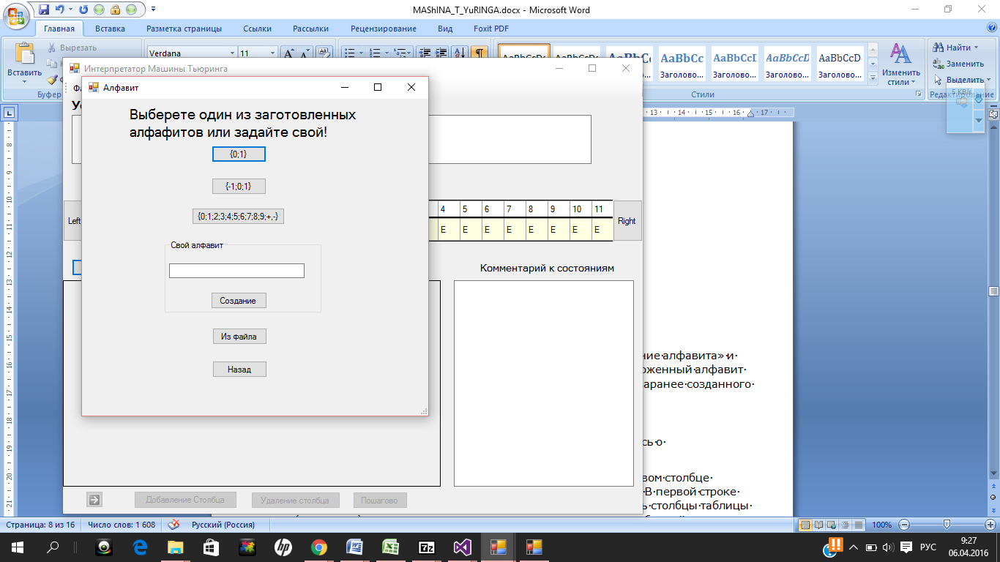 MAShINA_T_YuRINGA.docx - Microsoft Word
Главная Вставка Разметка страницы Ссылки Рассылки Рецензирование Вид Foxit PDF
Вставить
Вырезать
Verdana 11
AaBbCcDc AaBbCcDc AaBbCc AaBbCc AaBbCcI AaBbCcD AaBbCcDc
Заголово... Заголово... Заголово... Заголово... Заголово...
Изменить стили
Найти
Заменить
Выделить
Буфер
Стили
Редактирование
5 KB/s
Интерпретатор Машины Тьюринга
Алфавит
Выберете один из заготовленных
алфафитов или задайте свой!
{0;1}
{-1;0;1}
{0;1;2;3;4;5;6;7;8;9;+,-}
Свой алфавит
Создание
Из файла
Назад
Left
4 5 6 7 8 9 10 11
E E E E E E E E
Right
Комментарий к состояниям
Добавление Столбца Удаление столбца Пошагово
ние·алфавита»·и·
оженный·алфавит·
аранее·созданного·
сь·о·
вом·столбце·
·В·первой·строке·
ь·столбцы·таблицы·
Страница: 8 из 16 Число слов: 1 608 Русский (Россия) 100%
РУС
9:27
06.04.2016